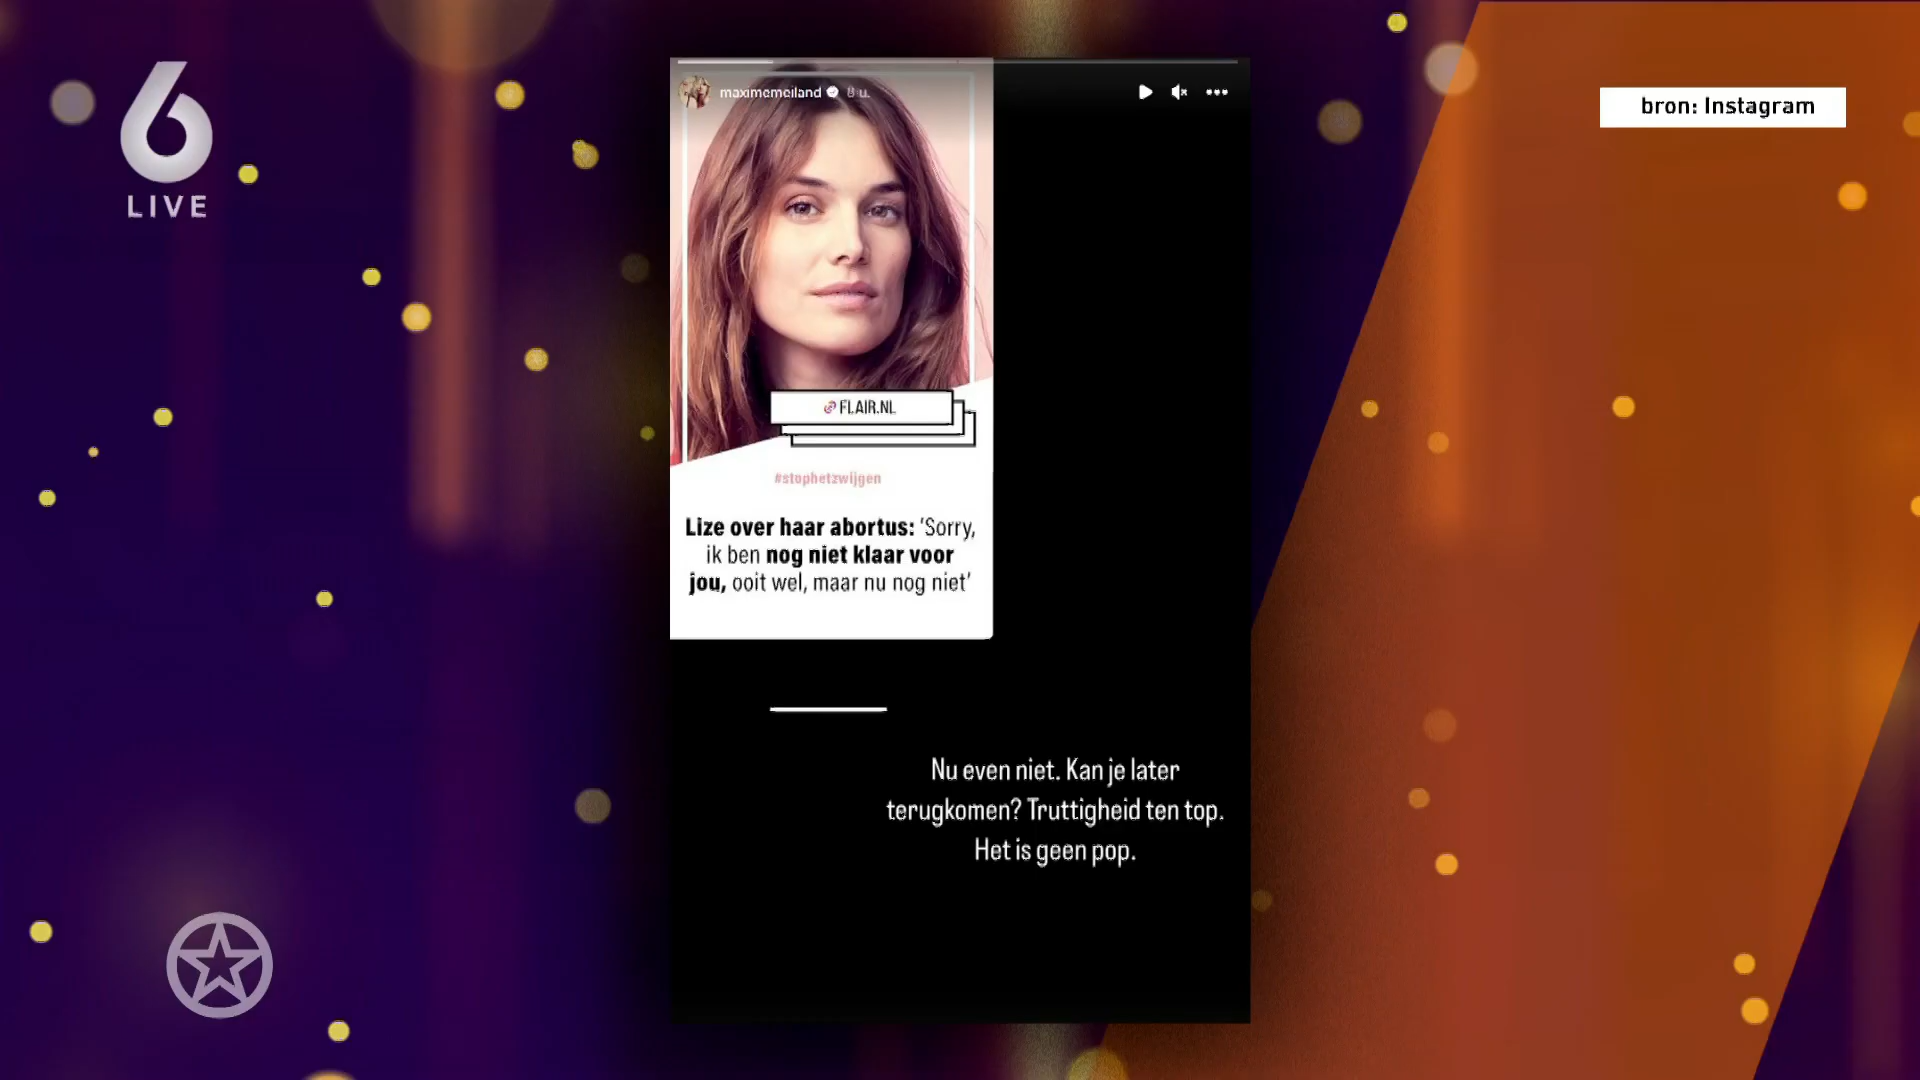 6
LIVE
bron: Instagram
maximemeiland 8 u.
FLAIR.NL
#stophetzwijgen
Lize over haar abortus: 'Sorry,
ik ben nog niet klaar voor
jou, ooit wel, maar nu nog niet'
Nu even niet. Kan je later
terugkomen? Truttigheid ten top.
Het is geen pop.